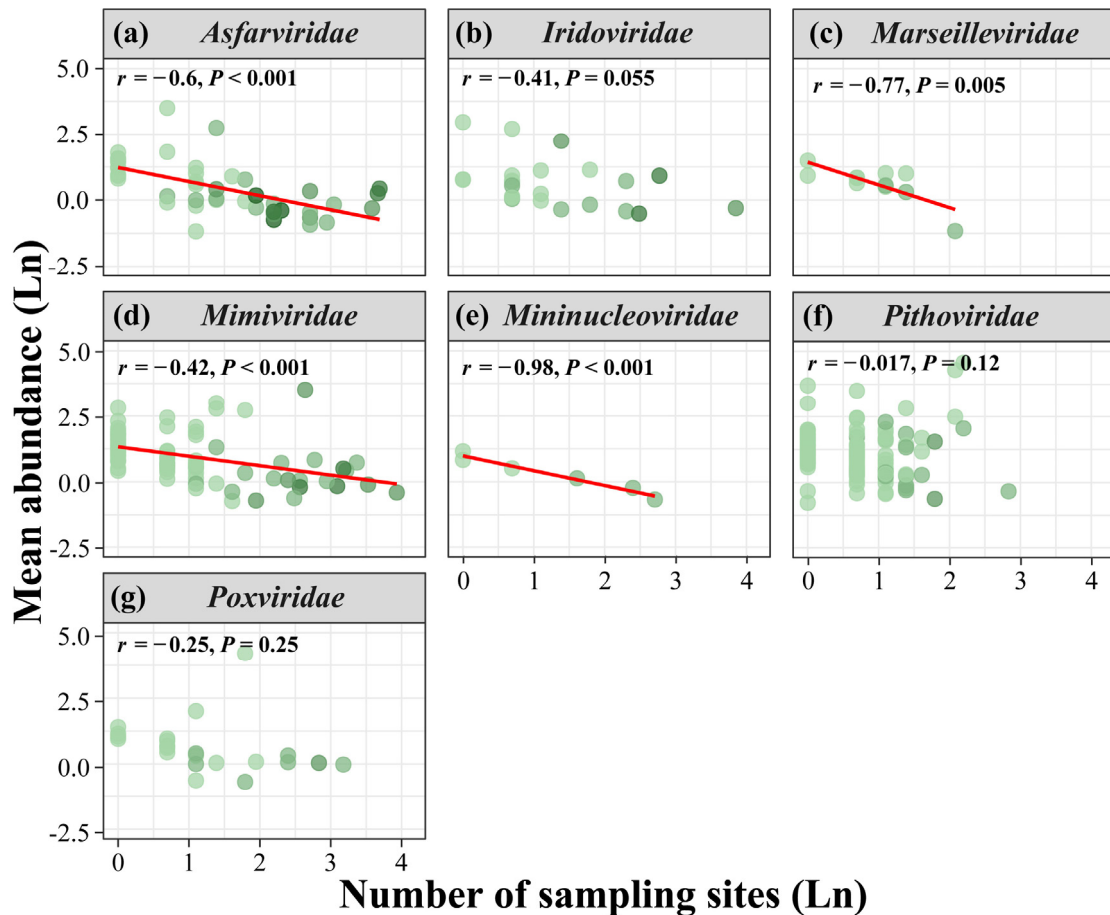 (a) Asfarviridae
(b) Iridoviridae
(c) Marseilleviridae
r = −0.6, P < 0.001
r = −0.41, P = 0.055
r = −0.77, P = 0.005
5.0
2.5
0.0
-2.5
(d) Mimiviridae
(e) Mininucleoviridae
(f) Pithoviridae
r = −0.42, P < 0.001
r = −0.98, P < 0.001
r = −0.017, P = 0.12
5.0
2.5
0.0
-2.5
0 1 2 3 4
0 1 2 3 4
(g) Poxviridae
r = −0.25, P = 0.25
5.0
2.5
0.0
-2.5
0 1 2 3 4
Mean abundance (Ln)
Number of sampling sites (Ln)